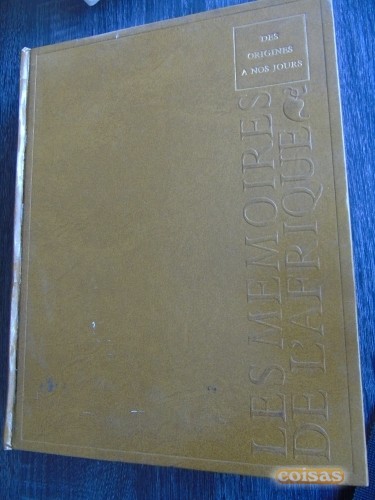 DES
ORIGINES
A NOS JOURS
LES MEMOIRES
DE L'AFRIQUE
coisas